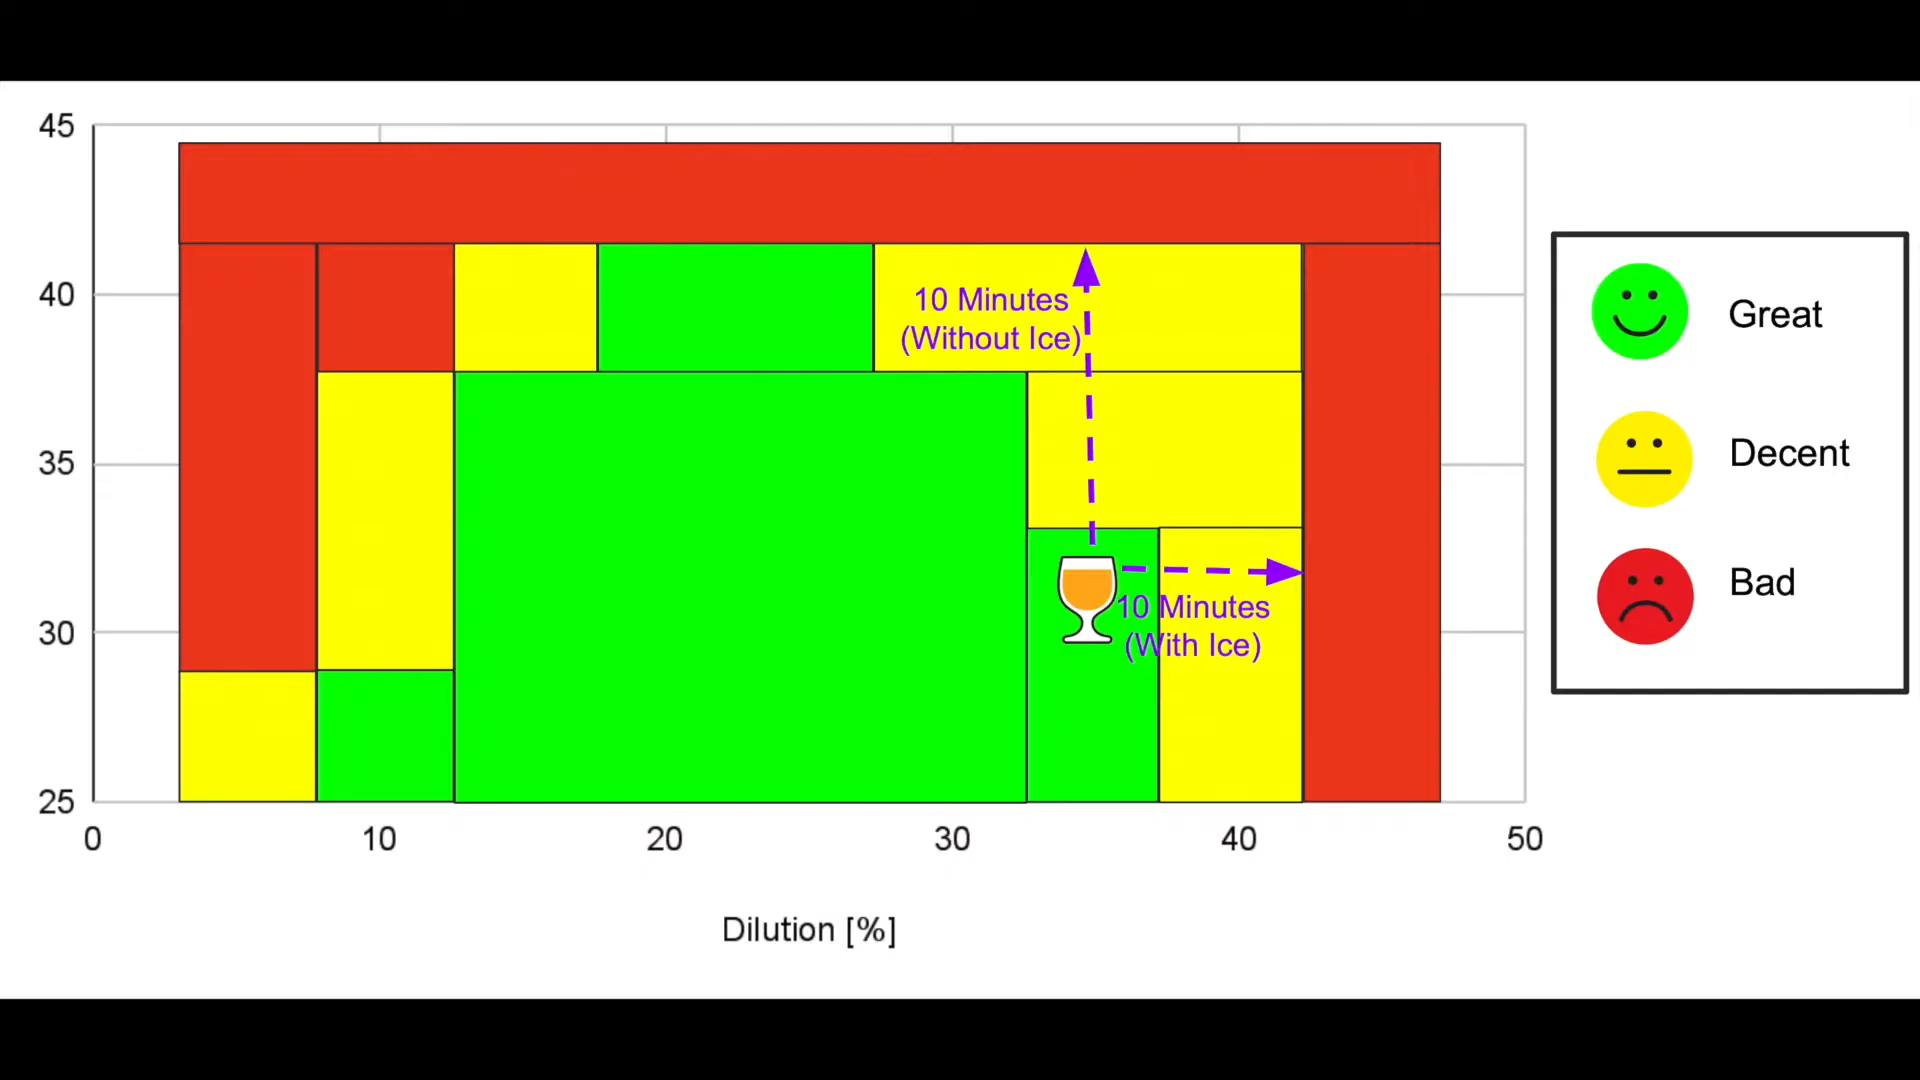 45
40
35
30
25
0
10
20
30
40
50
Dilution [%]
10 Minutes
(Without Ice)
10 Minutes
(With Ice)
Great
Decent
Bad